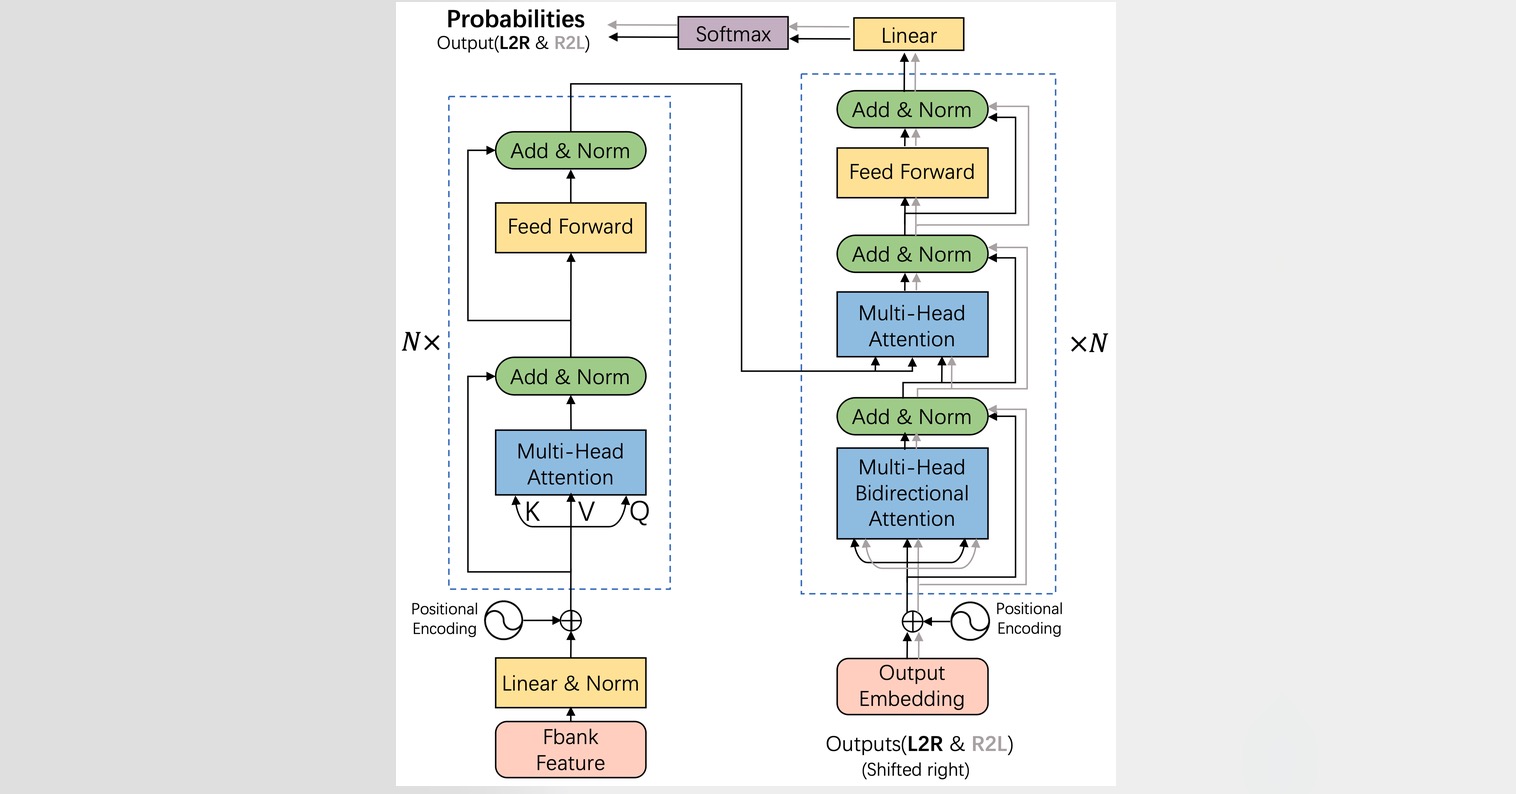 Probabilities
Output(L2R & R2L)
Softmax
Linear
Add & Norm
Feed Forward
N×
Add & Norm
Multi-Head
Attention
K V Q
Positional
Encoding
Linear & Norm
Fbank
Feature
Add & Norm
Feed Forward
Add & Norm
Multi-Head
Attention
×N
Add & Norm
Multi-Head
Bidirectional
Attention
Positional
Encoding
Output
Embedding
Outputs(L2R & R2L)
(Shifted right)